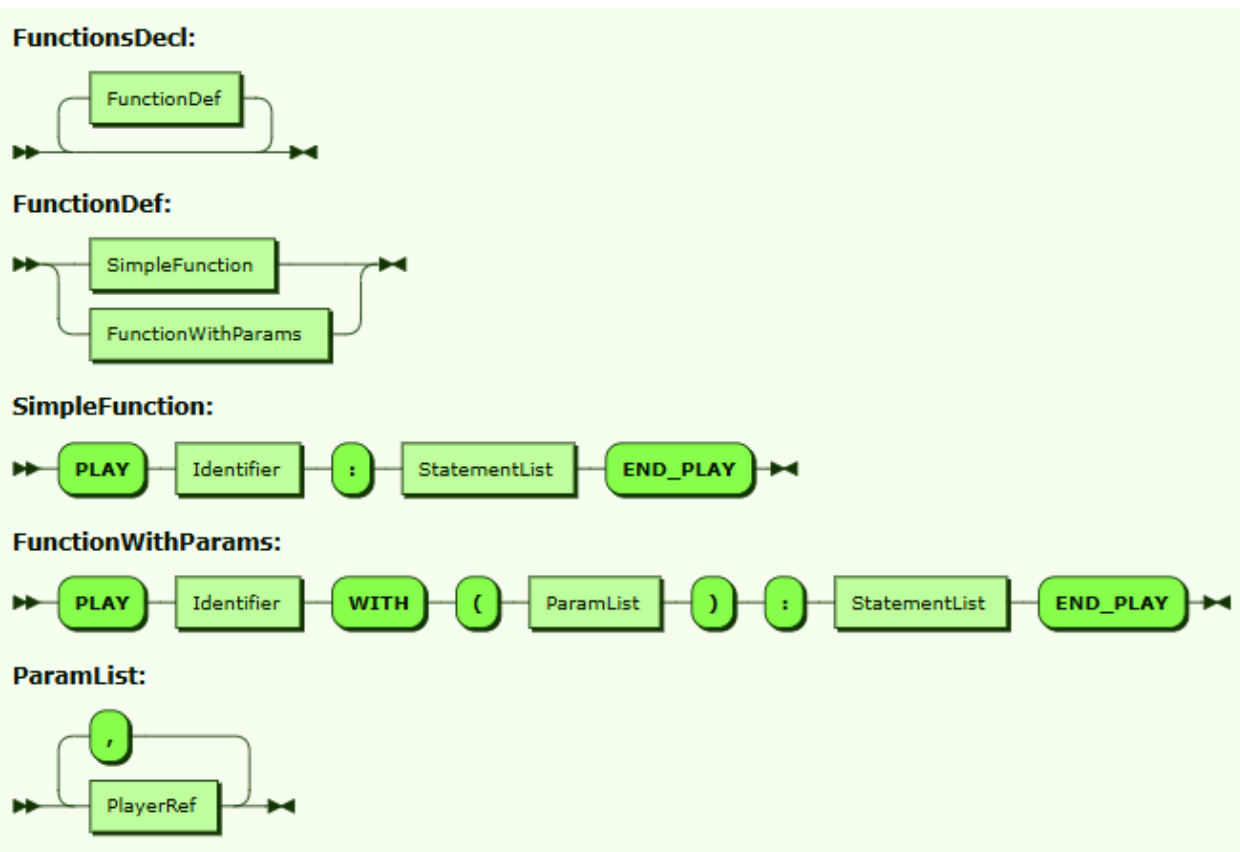 FunctionsDecl:
FunctionDef
FunctionDef:
SimpleFunction
FunctionWithParams
SimpleFunction:
PLAY Identifier : StatementList END_PLAY
FunctionWithParams:
PLAY Identifier WITH ( ParamList ) : StatementList END_PLAY
ParamList:
,
PlayerRef